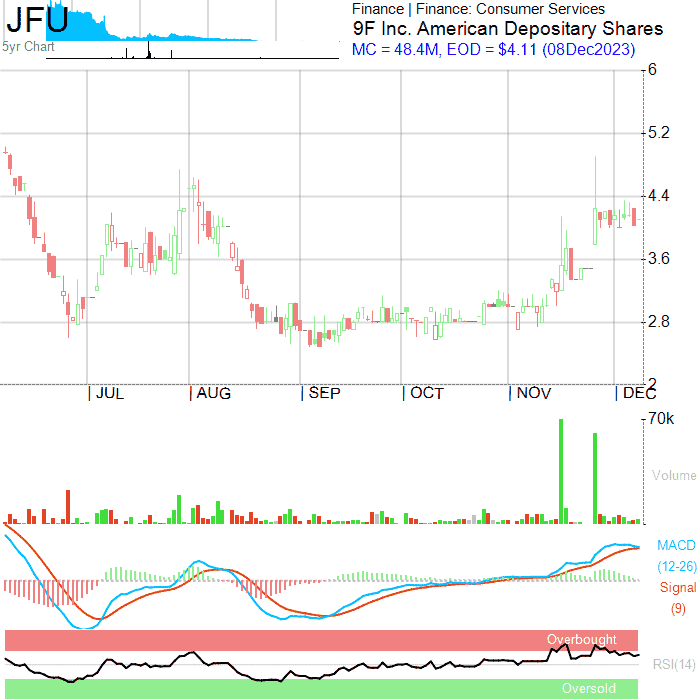 JFU
5yr Chart
Finance | Finance: Consumer Services
9F Inc. American Depositary Shares
MC = 48.4M, EOD = $4.11 (08Dec2023)
6
5.2
4.4
3.6
2.8
2
JUL AUG SEP OCT NOV DEC
70k
Volume
MACD
(12-26)
Signal
(9)
Overbought
RSI(14)
Oversold